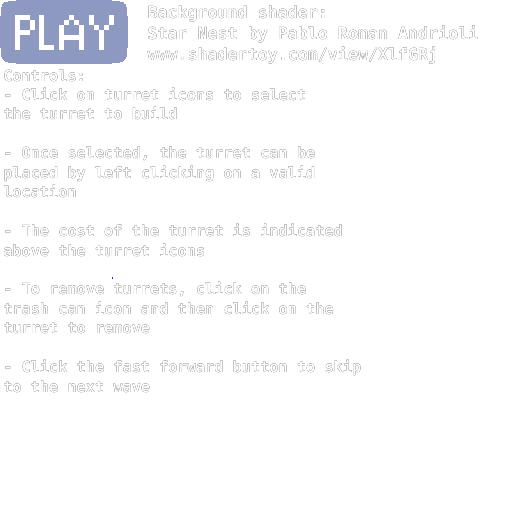 PLAY
Background shader:
Star Nest by Pablo Roman Andrioli
www.shadertoy.com/view/XlfGRj
Controls:
- Click on turret icons to select
the turret to build
- Once selected, the turret can be
placed by left clicking on a valid
location
- The cost of the turret is indicated
above the turret icons
- To remove turrets, click on the
trash can icon and then click on the
turret to remove
- Click the fast forward button to skip
to the next wave